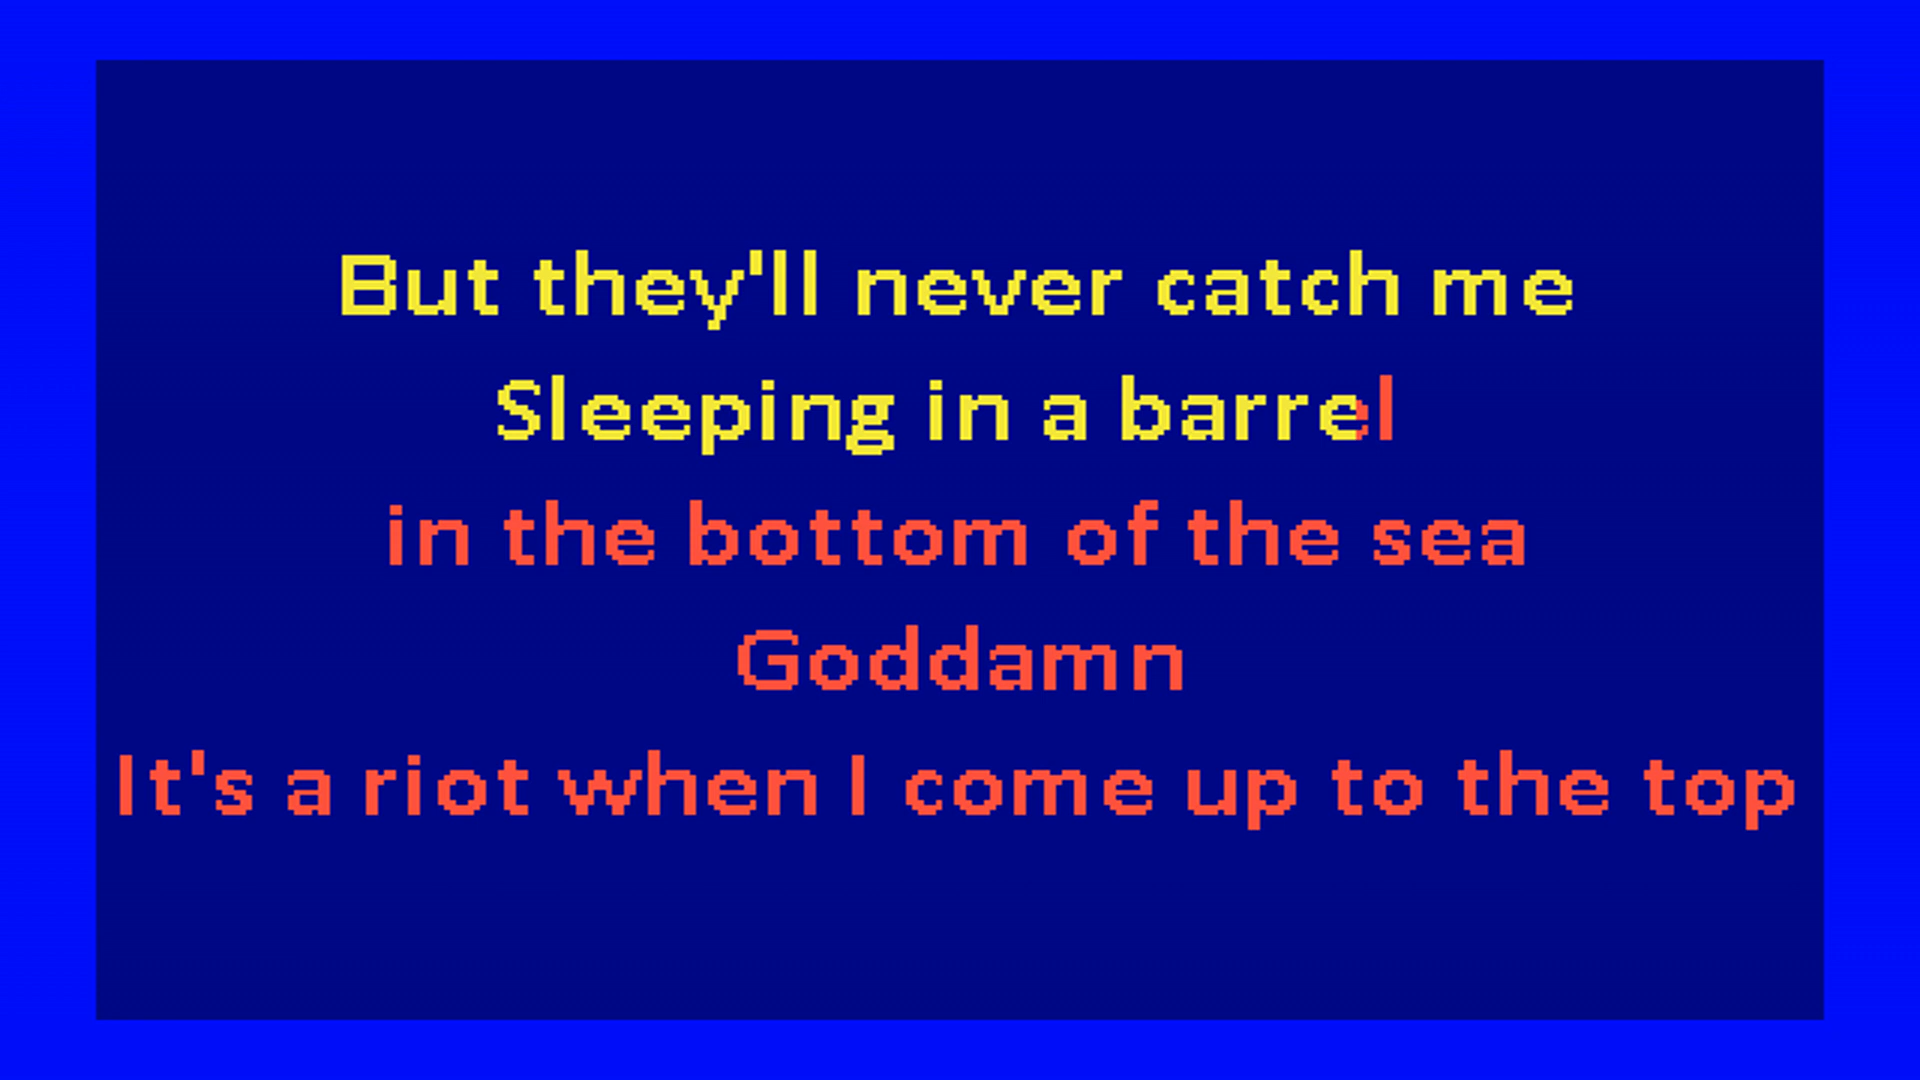 But they'll never catch me
Sleeping in a barrel
in the bottom of the sea
Goddamn
It's a riot when I come up to the top